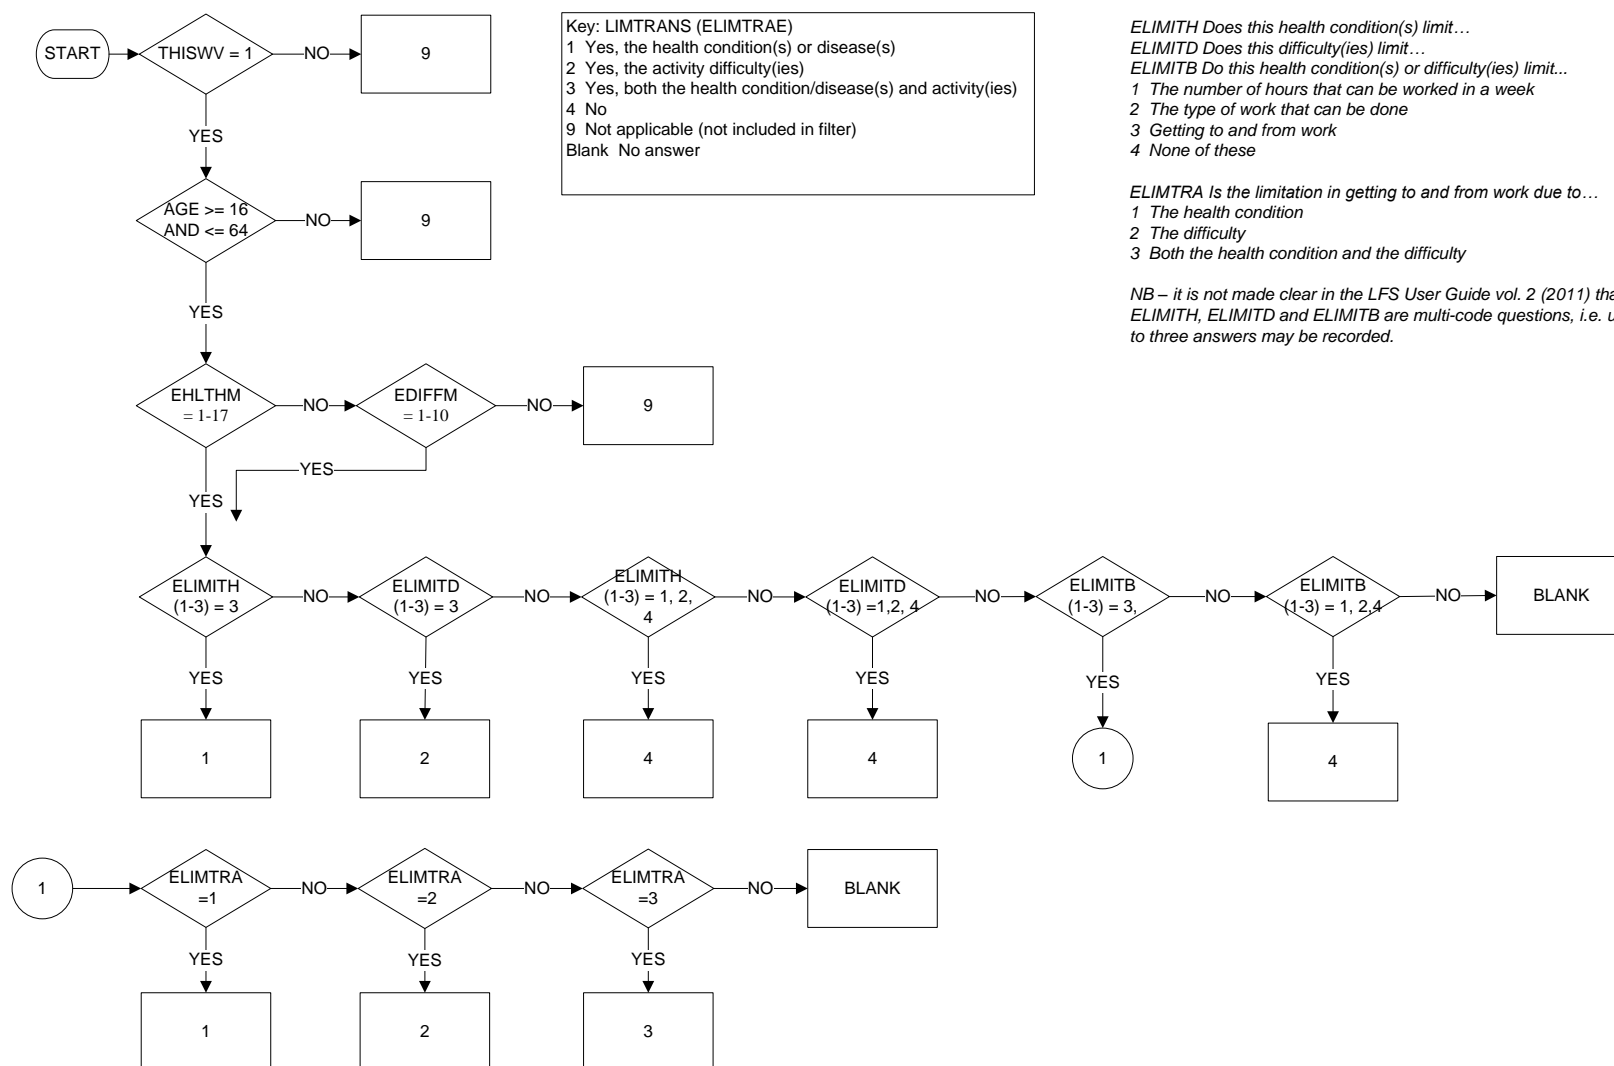 START
THISWV = 1
NO
9
Key: LIMTRANS (ELIMTRAE)
1 Yes, the health condition(s) or disease(s)
2 Yes, the activity difficulty(ies)
3 Yes, both the health condition/disease(s) and activity(ies)
4 No
9 Not applicable (not included in filter)
Blank No answer
ELIMITH Does this health condition(s) limit…
ELIMITD Does this difficulty(ies) limit…
ELIMITB Do this health condition(s) or difficulty(ies) limit...
1 The number of hours that can be worked in a week
2 The type of work that can be done
3 Getting to and from work
4 None of these
ELIMTRA Is the limitation in getting to and from work due to…
1 The health condition
2 The difficulty
3 Both the health condition and the difficulty
NB – it is not made clear in the LFS User Guide vol. 2 (2011) tha
ELIMITH, ELIMITD and ELIMITB are multi-code questions, i.e. u
to three answers may be recorded.
YES
AGE >= 16
AND <= 64
NO
9
YES
EHLTHM
= 1-17
NO
EDIFFM
= 1-10
NO
9
YES
YES
ELIMITH
(1-3) = 3
NO
ELIMITD
(1-3) = 3
NO
ELIMITH
(1-3) = 1, 2,
4
NO
ELIMITD
(1-3) =1,2, 4
NO
ELIMITB
(1-3) = 3,
NO
ELIMITB
(1-3) = 1, 2,4
NO
BLANK
YES
YES
YES
YES
YES
YES
1
2
4
4
1
4
1
ELIMTRA
=1
NO
ELIMTRA
=2
NO
ELIMTRA
=3
NO
BLANK
YES
YES
YES
1
2
3